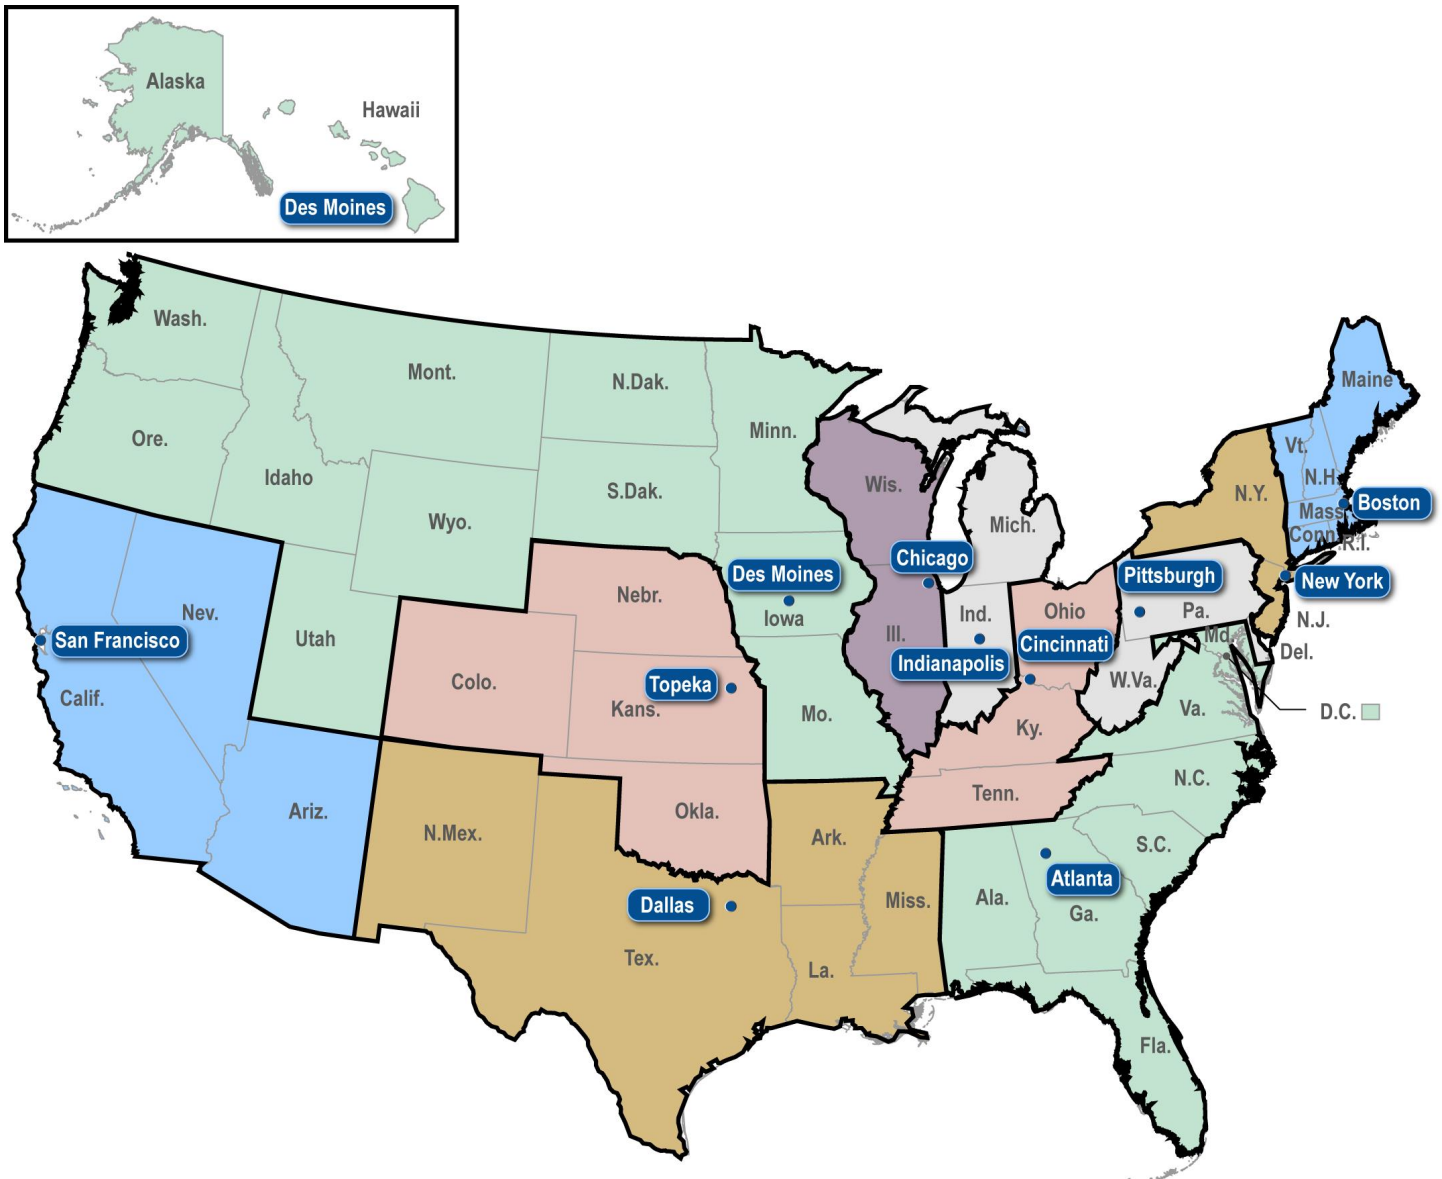 Alaska
Hawaii
Des Moines
Wash.
Mont.
N.Dak.
Minn.
Maine
Ore.
Idaho
S.Dak.
Wyo.
Wis.
Mich.
N.Y.
Vt.
N.H.
Mass
Boston
Conn.
R.I.
Chicago
Des Moines
Iowa
Nebr.
Pittsburgh
Pa.
New York
N.J.
Nev.
San Francisco
Calif.
Utah
Colo.
Topeka
Kans.
Mo.
Ill.
Ind.
Indianapolis
Ohio
Cincinnati
W.Va.
Md.
Del.
Va.
D.C.
Ky.
N.C.
Tenn.
S.C.
Ariz.
N.Mex.
Okla.
Ark.
Dallas
Tex.
La.
Miss.
Ala.
Atlanta
Ga.
Fla.